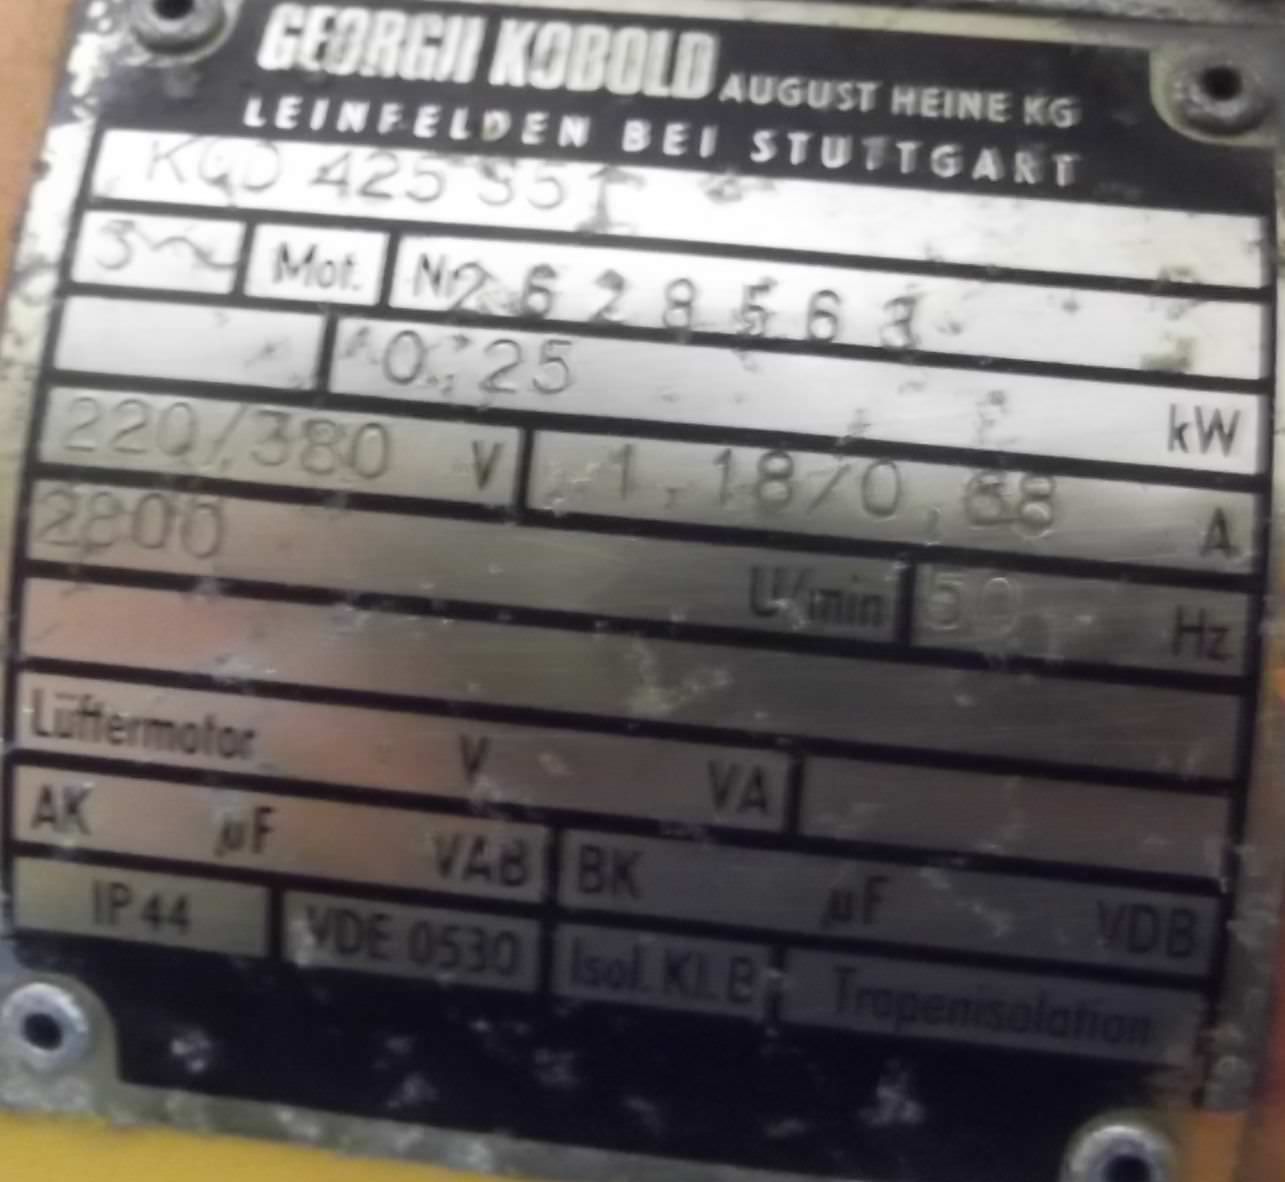 GEORGII KOBOLD AUGUST HEINE KG
LEINFELDEN BEI STUTTGART
KOD 425 S5 I
3~ Mot. Nr 2628563
0,25 kW
220/380 V 1,18/0,68 A
2800 U/min 50 Hz
Lüftermotor V VA
AK µF VAB BK µF VDB
IP 44 VDE 0530 Isol. Kl. B Tropenisolation